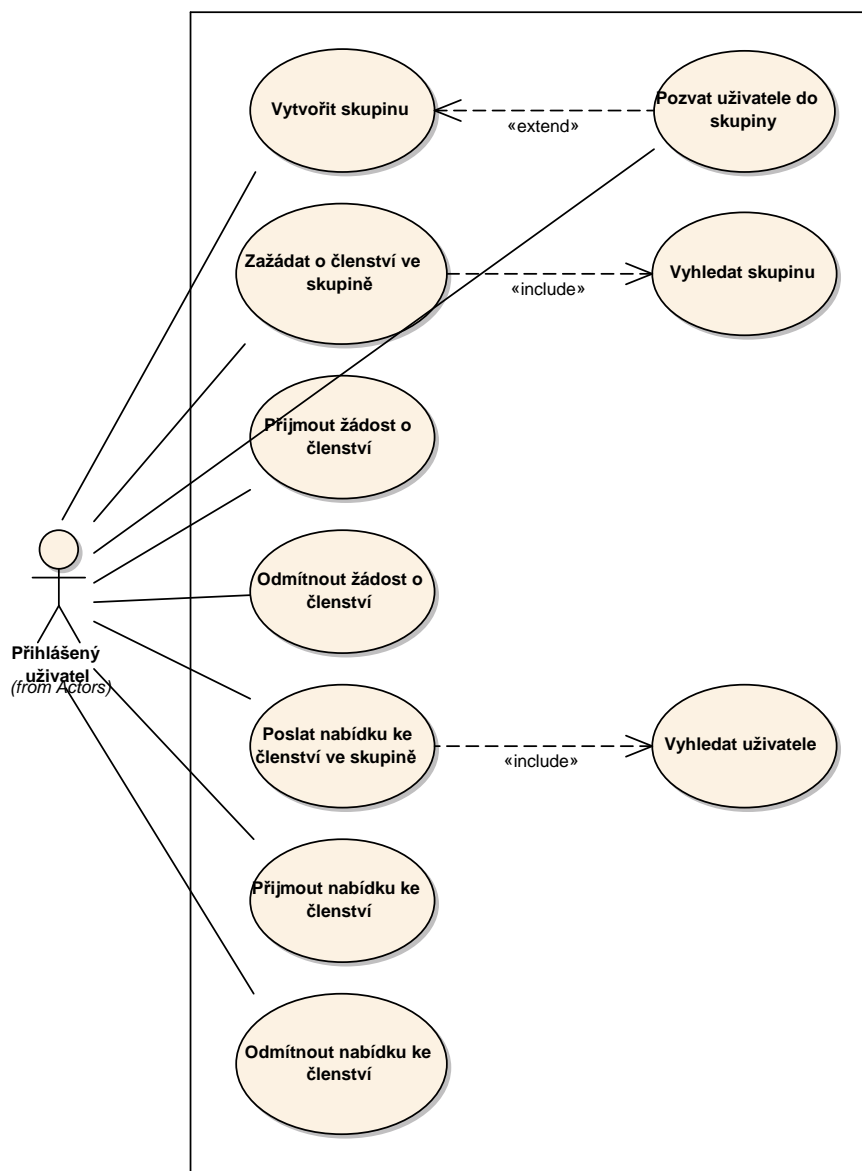 Vytvořit skupinu
«extend»
Pozvat uživatele do
skupiny
Zažádat o členství ve
skupině
«include»
Vyhledat skupinu
Přijmout žádost o
členství
Odmítnout žádost o
členství
Přihlášený
uživatel
(from Actors)
Poslat nabídku ke
členství ve skupině
«include»
Vyhledat uživatele
Přijmout nabídku ke
členství
Odmítnout nabídku ke
členství